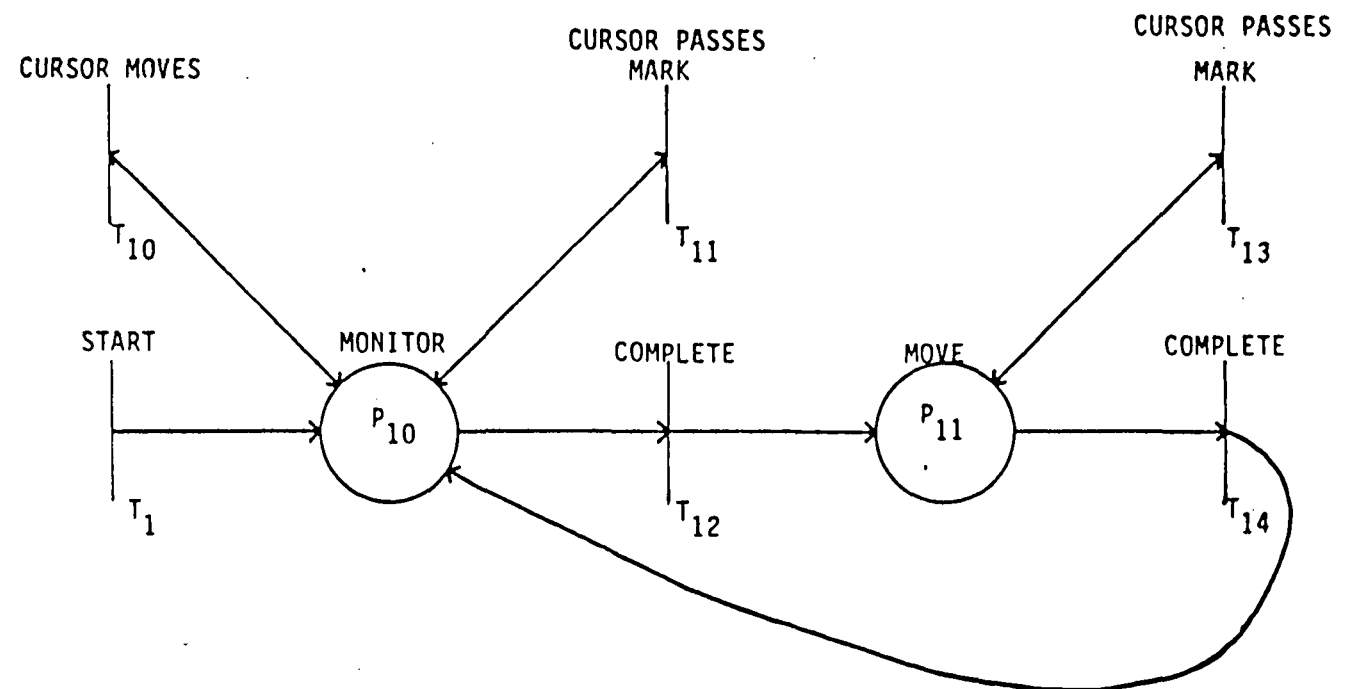 CURSOR MOVES
CURSOR PASSES
MARK
CURSOR PASSES
MARK
T10
T11
T13
START
MONITOR
COMPLETE
MOVE
COMPLETE
P10
P11
T1
T12
T14